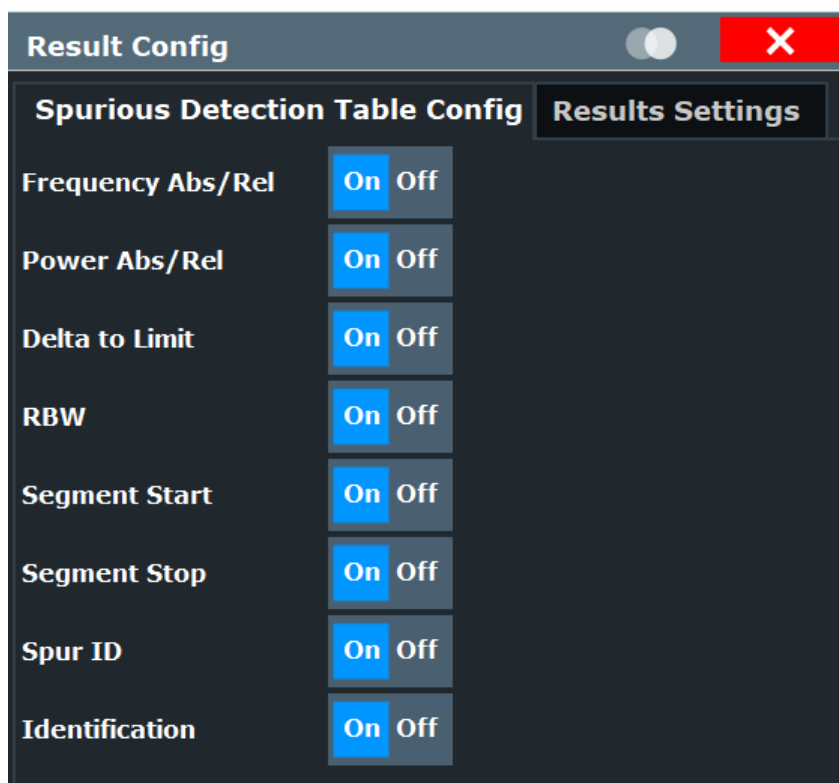 Result Config
Spurious Detection Table Config Results Settings
Frequency Abs/Rel On Off
Power Abs/Rel On Off
Delta to Limit On Off
RBW On Off
Segment Start On Off
Segment Stop On Off
Spur ID On Off
Identification On Off